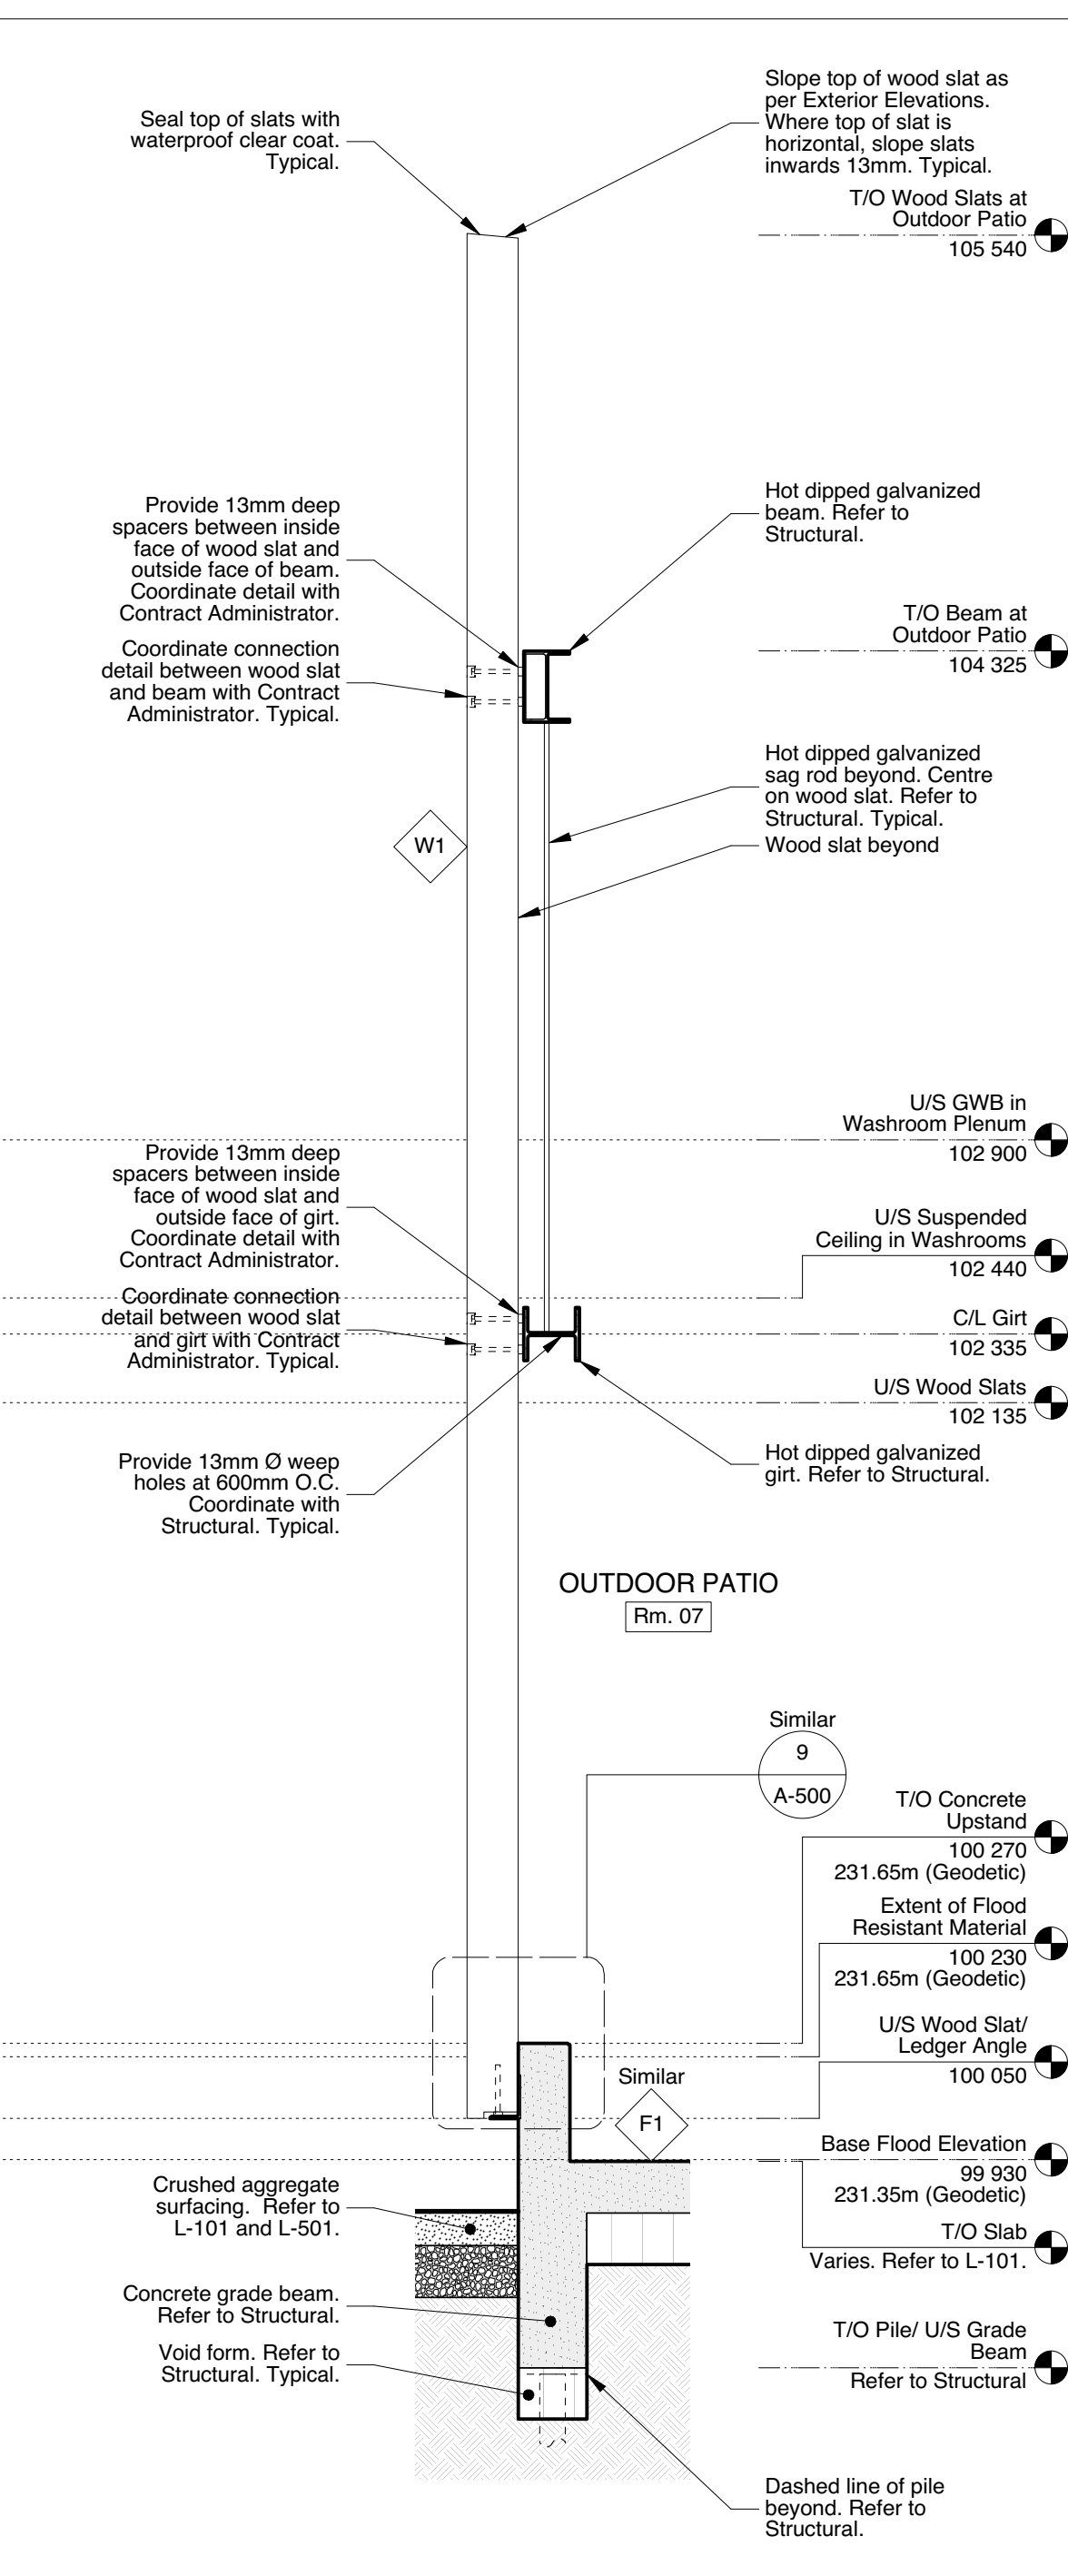 Seal top of slats with
waterproof clear coat.
Typical.
Slope top of wood slat as
per Exterior Elevations.
Where top of slat is
horizontal, slope slats
inwards 13mm. Typical.
T/O Wood Slats at
Outdoor Patio
105 540
Provide 13mm deep
spacers between inside
face of wood slat and
outside face of beam.
Coordinate detail with
Contract Administrator.
Hot dipped galvanized
beam. Refer to
Structural.
T/O Beam at
Outdoor Patio
104 325
Coordinate connection
detail between wood slat
and beam with Contract
Administrator. Typical.
Hot dipped galvanized
sag rod beyond. Centre
on wood slat. Refer to
Structural. Typical.
Wood slat beyond
W1
U/S GWB in
Washroom Plenum
102 900
Provide 13mm deep
spacers between inside
face of wood slat and
outside face of girt.
Coordinate detail with
Contract Administrator.
U/S Suspended
Ceiling in Washrooms
102 440
Coordinate connection
detail between wood slat
and girt with Contract
Administrator. Typical.
C/L Girt
102 335
U/S Wood Slats
102 135
Provide 13mm Ø weep
holes at 600mm O.C.
Coordinate with
Structural. Typical.
Hot dipped galvanized
girt. Refer to Structural.
OUTDOOR PATIO
Rm. 07
Similar
9
A-500
T/O Concrete
Upstand
100 270
231.65m (Geodetic)
Extent of Flood
Resistant Material
100 230
231.65m (Geodetic)
U/S Wood Slat/
Ledger Angle
100 050
Similar
F1
Base Flood Elevation
99 930
231.35m (Geodetic)
Crushed aggregate
surfacing. Refer to
L-101 and L-501.
T/O Slab
Varies. Refer to L-101.
Concrete grade beam.
Refer to Structural.
Void form. Refer to
Structural. Typical.
T/O Pile/ U/S Grade
Beam
Refer to Structural
Dashed line of pile
beyond. Refer to
Structural.